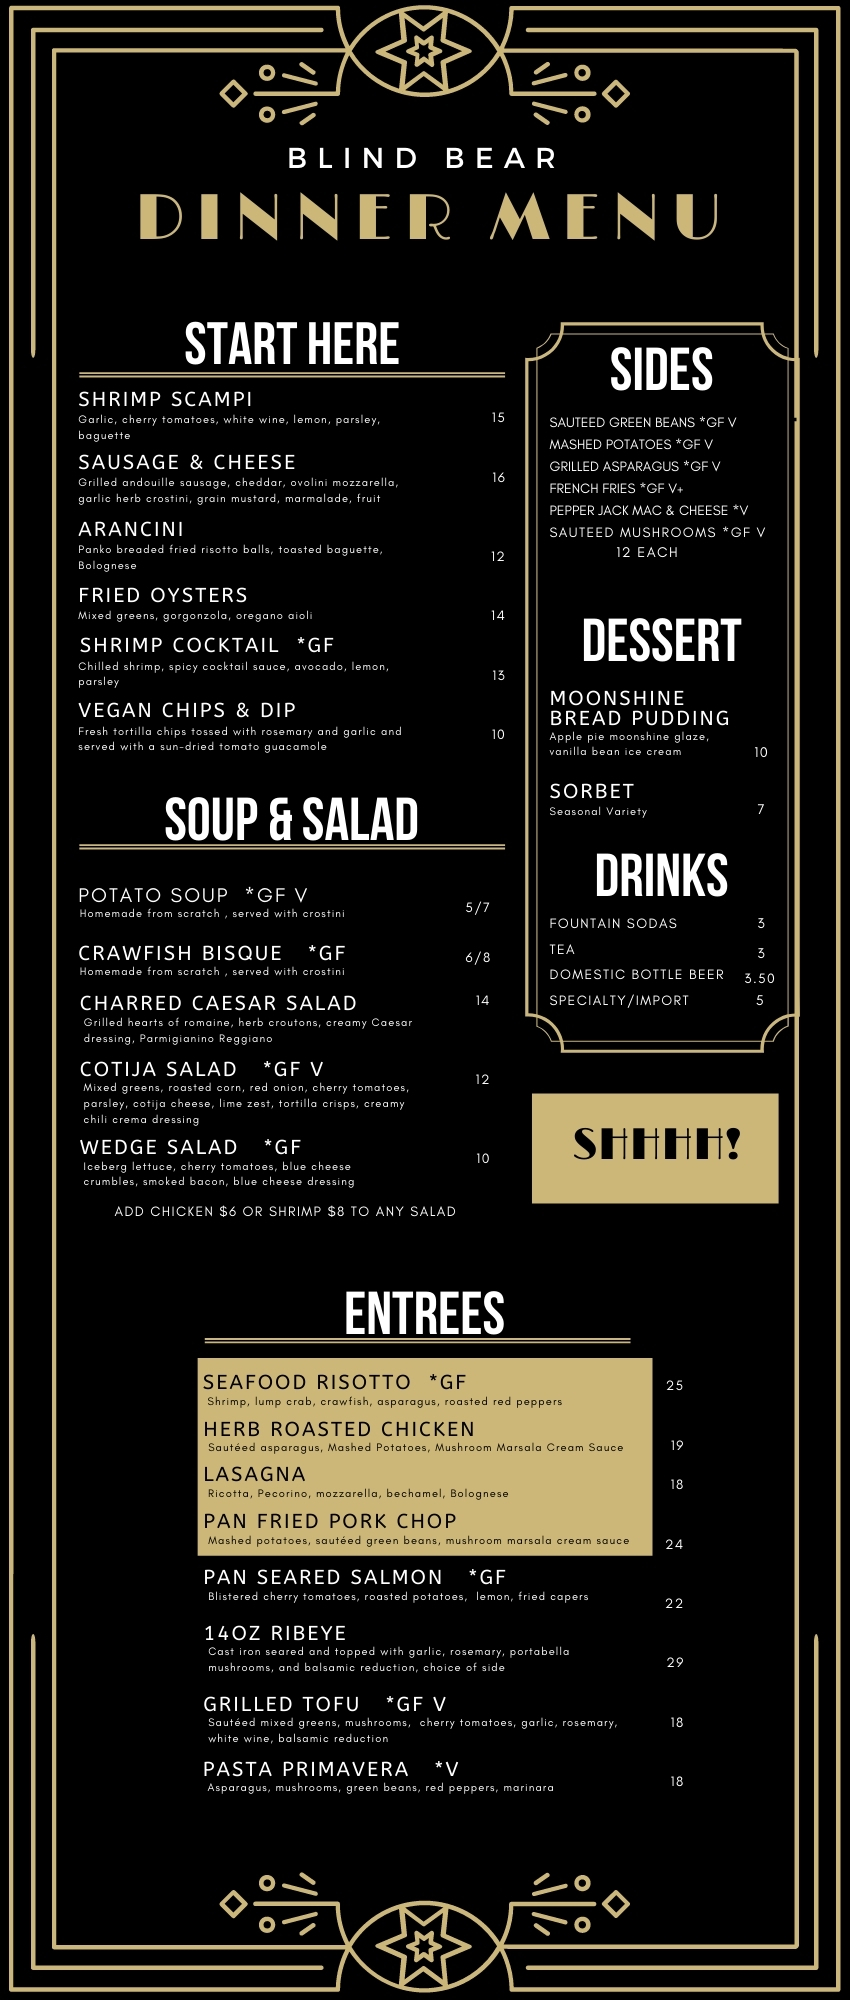 BLIND BEAR
DINNER MENU
START HERE
SHRIMP SCAMPI
Garlic, cherry tomatoes, white wine, lemon, parsley,
baguette
15
SAUSAGE & CHEESE
Grilled andouille sausage, cheddar, ovolini mozzarella,
garlic herb crostini, grain mustard, marmalade, fruit
16
ARANCINI
Panko breaded fried risotto balls, toasted baguette,
Bolognese
12
FRIED OYSTERS
Mixed greens, gorgonzola, oregano aioli
14
SHRIMP COCKTAIL *GF
Chilled shrimp, spicy cocktail sauce, avocado, lemon,
parsley
13
VEGAN CHIPS & DIP
Fresh tortilla chips tossed with rosemary and garlic and
served with a sun-dried tomato guacamole
10
SOUP & SALAD
POTATO SOUP *GF V
Homemade from scratch , served with crostini
5/7
CRAWFISH BISQUE *GF
Homemade from scratch , served with crostini
6/8
CHARRED CAESAR SALAD
14
Grilled hearts of romaine, herb croutons, creamy Caesar
dressing, Parmigianino Reggiano
COTIJA SALAD *GF V
Mixed greens, roasted corn, red onion, cherry tomatoes,
parsley, cotija cheese, lime zest, tortilla crisps, creamy
chili crema dressing
12
WEDGE SALAD *GF
Iceberg lettuce, cherry tomatoes, blue cheese
crumbles, smoked bacon, blue cheese dressing
10
ADD CHICKEN $6 OR SHRIMP $8 TO ANY SALAD
SIDES
SAUTEED GREEN BEANS *GF V
MASHED POTATOES *GF V
GRILLED ASPARAGUS *GF V
FRENCH FRIES *GF V+
PEPPER JACK MAC & CHEESE *V
SAUTEED MUSHROOMS *GF V
12 EACH
DESSERT
MOONSHINE
BREAD PUDDING
Apple pie moonshine glaze,
vanilla bean ice cream
10
SORBET
Seasonal Variety
7
DRINKS
FOUNTAIN SODAS 3
TEA 3
DOMESTIC BOTTLE BEER 3.50
SPECIALTY/IMPORT 5
SHHHH!
ENTREES
SEAFOOD RISOTTO *GF
25
Shrimp, lump crab, crawfish, asparagus, roasted red peppers
HERB ROASTED CHICKEN
Sautéed asparagus, Mashed Potatoes, Mushroom Marsala Cream Sauce
19
LASAGNA
Ricotta, Pecorino, mozzarella, bechamel, Bolognese
18
PAN FRIED PORK CHOP
Mashed potatoes, sautéed green beans, mushroom marsala cream sauce
24
PAN SEARED SALMON *GF
Blistered cherry tomatoes, roasted potatoes, lemon, fried capers
22
14OZ RIBEYE
Cast iron seared and topped with garlic, rosemary, portabella
mushrooms, and balsamic reduction, choice of side
29
GRILLED TOFU *GF V
Sautéed mixed greens, mushrooms, cherry tomatoes, garlic, rosemary,
white wine, balsamic reduction
18
PASTA PRIMAVERA *V
Asparagus, mushrooms, green beans, red peppers, marinara
18